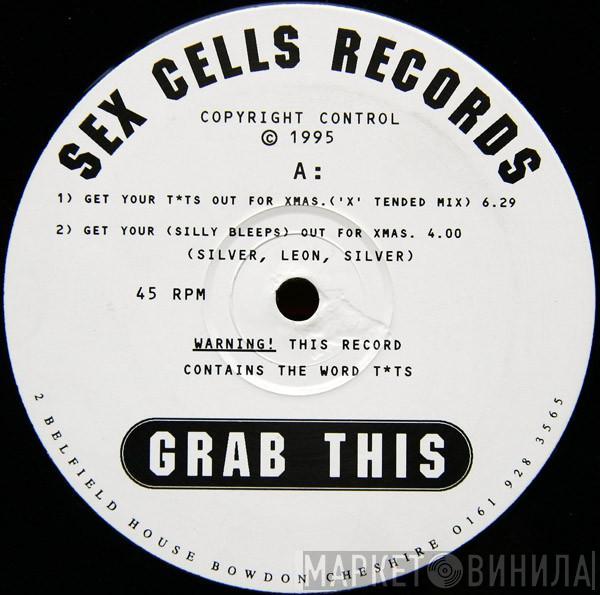 SEX CELLS RECORDS
COPYRIGHT CONTROL
© 1995
A:
1) GET YOUR T*TS OUT FOR XMAS.('X' TENDED MIX) 6.29
2) GET YOUR (SILLY BLEEPS) OUT FOR XMAS. 4.00
(SILVER, LEON, SILVER)
45 RPM
WARNING! THIS RECORD
CONTAINS THE WORD T*TS
GRAB THIS
2 BELFIELD HOUSE BOWDON CHESHIRE 0161 928 3565
МАРКЕТ ВИНИЛА